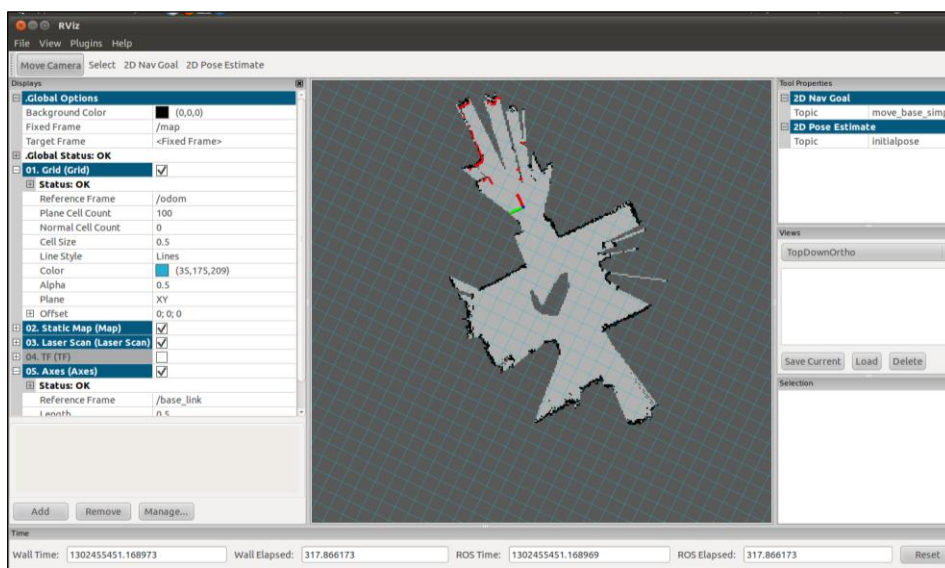 RViz
File View Plugins Help
Move Camera Select 2D Nav Goal 2D Pose Estimate
Displays
.Global Options
Background Color (0,0,0)
Fixed Frame /map
Target Frame <Fixed Frame>
.Global Status: OK
01. Grid (Grid)
Status: OK
Reference Frame /odom
Plane Cell Count 100
Normal Cell Count 0
Cell Size 0.5
Line Style Lines
Color (35,175,209)
Alpha 0.5
Plane XY
Offset 0; 0; 0
02. Static Map (Map)
03. Laser Scan (Laser Scan)
04. TF (TF)
05. Axes (Axes)
Status: OK
Reference Frame /base_link
Length 0.5
Add Remove Manage...
Tool Properties
2D Nav Goal
Topic move_base_simp
2D Pose Estimate
Topic initialpose
Views
TopDownOrtho
Save Current Load Delete
Selection
Time
Wall Time: 1302455451.168973 Wall Elapsed: 317.866173 ROS Time: 1302455451.168969 ROS Elapsed: 317.866173 Reset